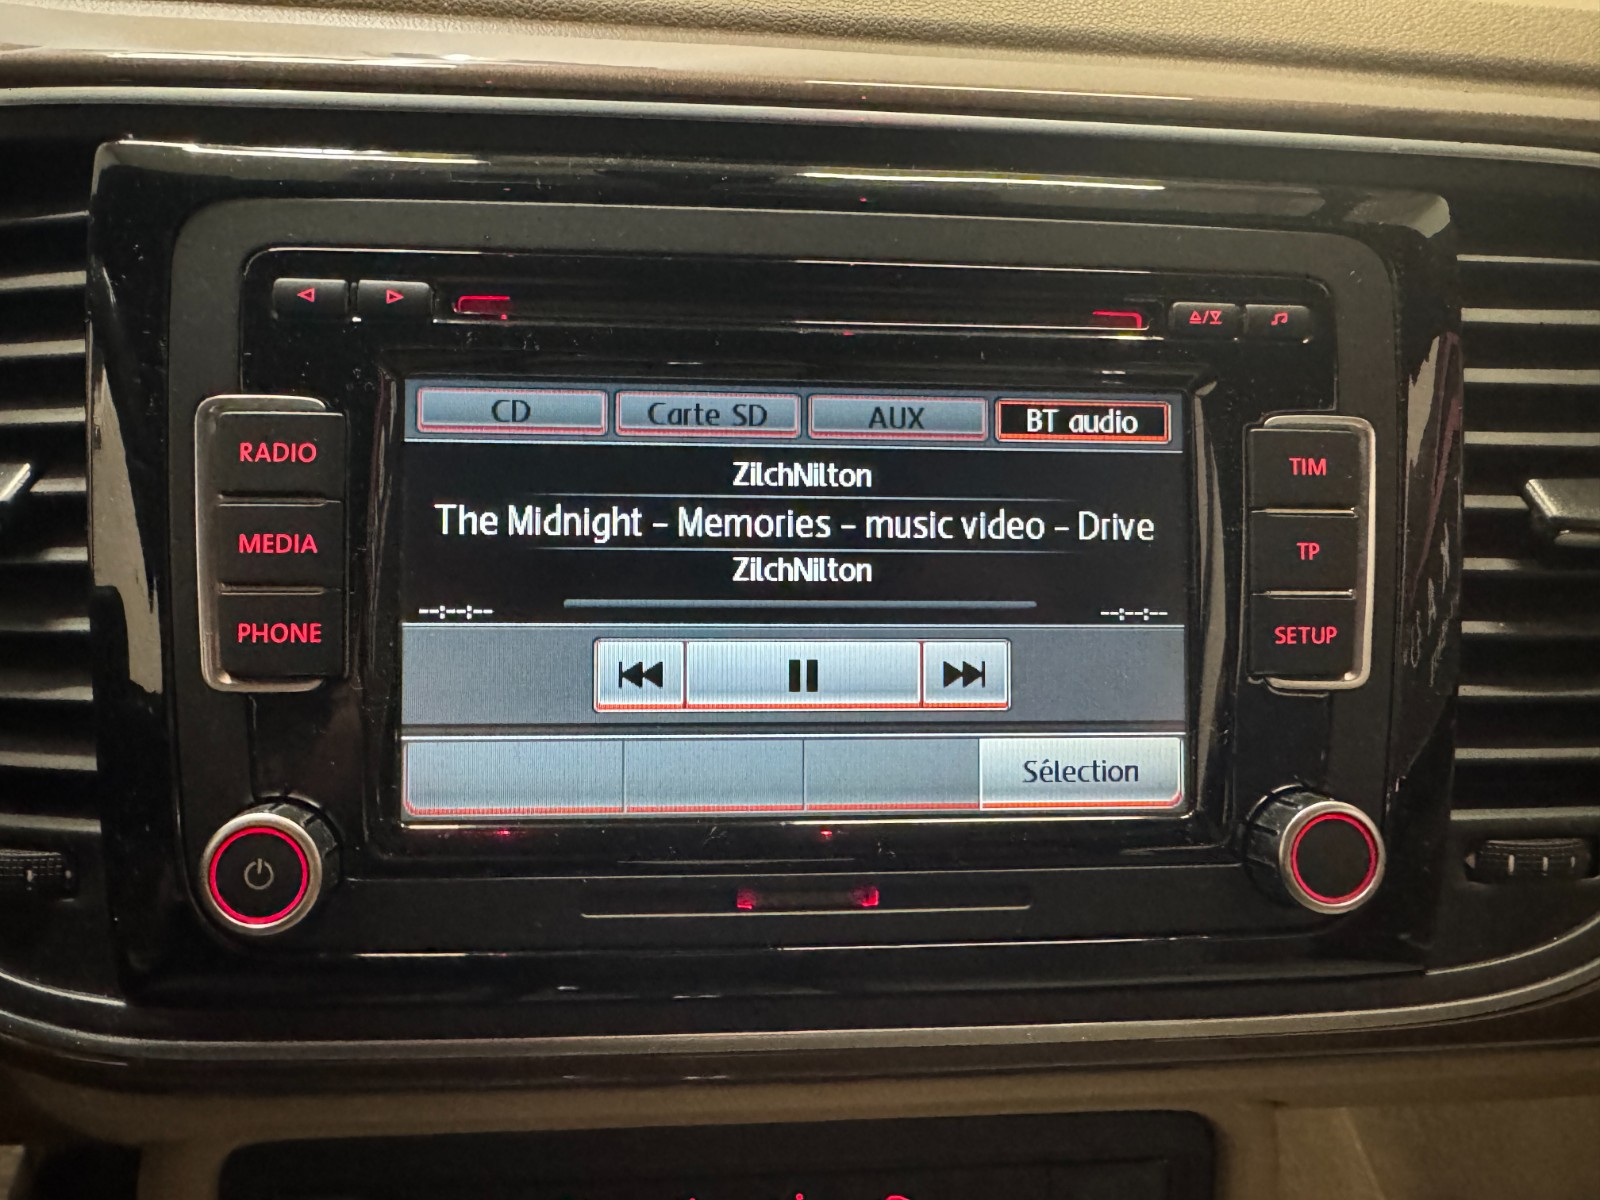 CD Carte SD AUX BT audio
RADIO
MEDIA
PHONE
ZilchNilton
The Midnight – Memories – music video – Drive
ZilchNilton
--:--:-- --:--:--
Sélection
TIM
TP
SETUP